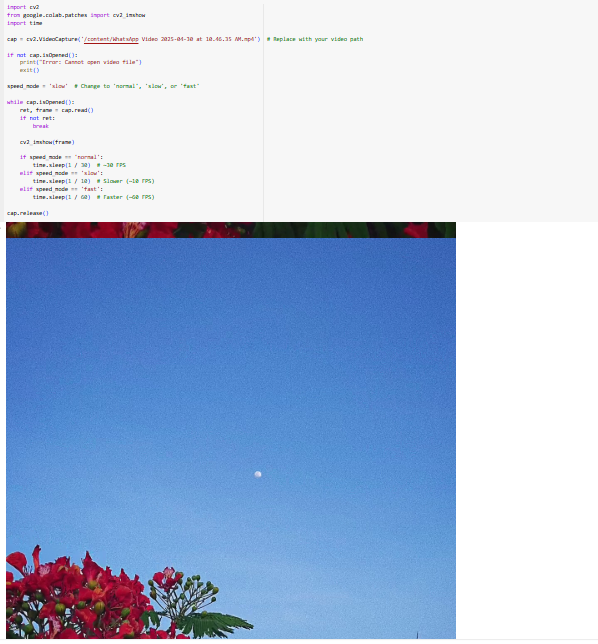 import cv2
from google.colab.patches import cv2_imshow
import time
cap = cv2.VideoCapture('/content/WhatsApp Video 2025-04-30 at 10.46.35 AM.mp4')  # Replace with your video path
if not cap.isOpened():
    print("Error: Cannot open video file")
    exit()
speed_mode = 'slow'  # Change to 'normal', 'slow', or 'fast'
while cap.isOpened():
    ret, frame = cap.read()
    if not ret:
        break
    cv2_imshow(frame)
    if speed_mode == 'normal':
        time.sleep(1 / 30)  # ~30 FPS
    elif speed_mode == 'slow':
        time.sleep(1 / 10)  # Slower (~10 FPS)
    elif speed_mode == 'fast':
        time.sleep(1 / 60)  # Faster (~60 FPS)
cap.release()